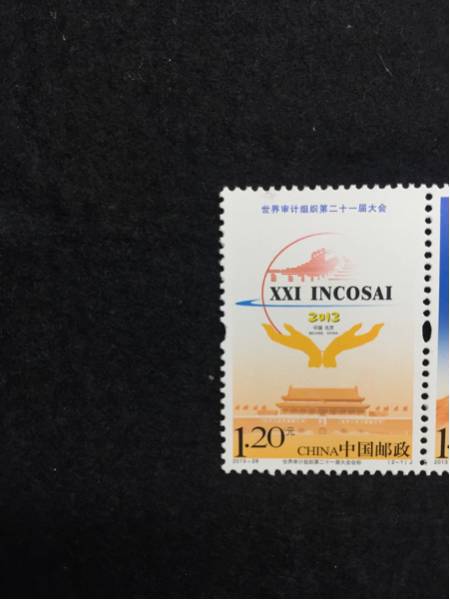 世界审计组织第二十一届大会
XXI INCOSAI
2013
中国 北京
BEIJING, CHINA
1.20元
CHINA中国邮政
2013-26
世界审计组织第二十一届大会会标
(2-1)J
1.
2013